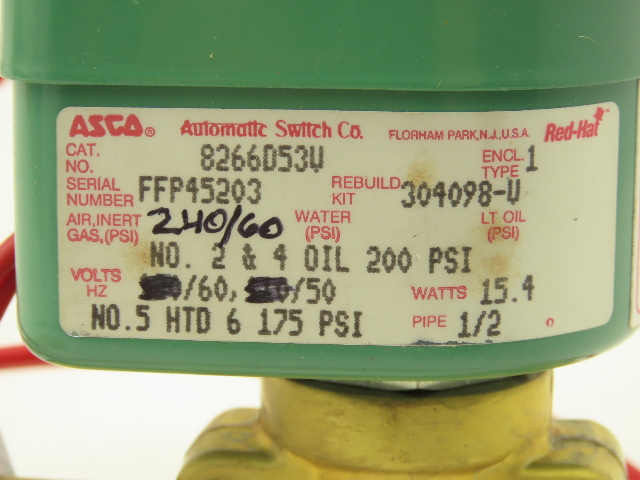 ASCO® Automatic Switch Co. FLORHAM PARK, N.J., U.S.A. Red-Hat
CAT. NO. 8266D53V ENCL. TYPE 1
SERIAL NUMBER FFP45203 REBUILD KIT 304098-V
AIR, INERT GAS, (PSI) 240/60 WATER (PSI) LT OIL (PSI)
NO. 2 & 4 OIL 200 PSI
VOLTS HZ /60, /50 WATTS 15.4
NO.5 HTD 6 175 PSI PIPE 1/2